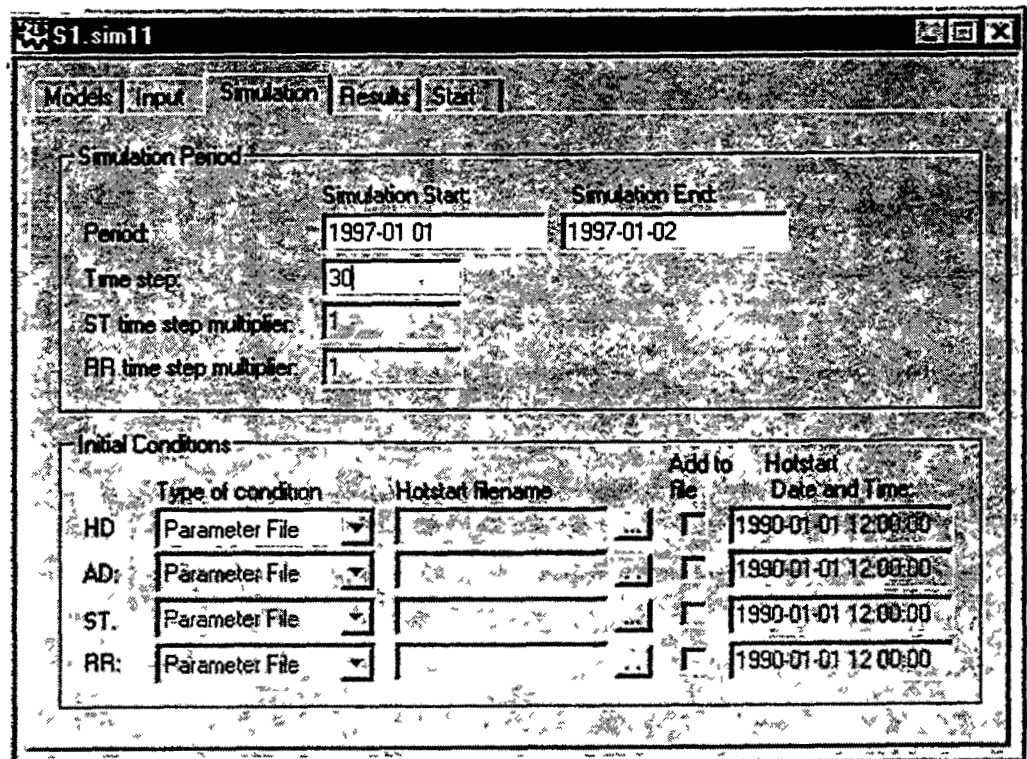 S1.sim11
Models Input Simulation Results Start
Simulation Period
Simulation Start: Simulation End:
Period: 1997-01 01 1997-01-02
Time step: 30
ST time step multiplier: 1
RR time step multiplier: 1
Initial Conditions
Add to Hotstart
Type of condition Hotstart filename file Date and Time:
HD Parameter File ... 1990-01-01 12:00:00
AD: Parameter File ... 1990-01-01 12:00:00
ST. Parameter File ... 1990-01-01 12:00:00
RR: Parameter File ... 1990-01-01 12 00:00